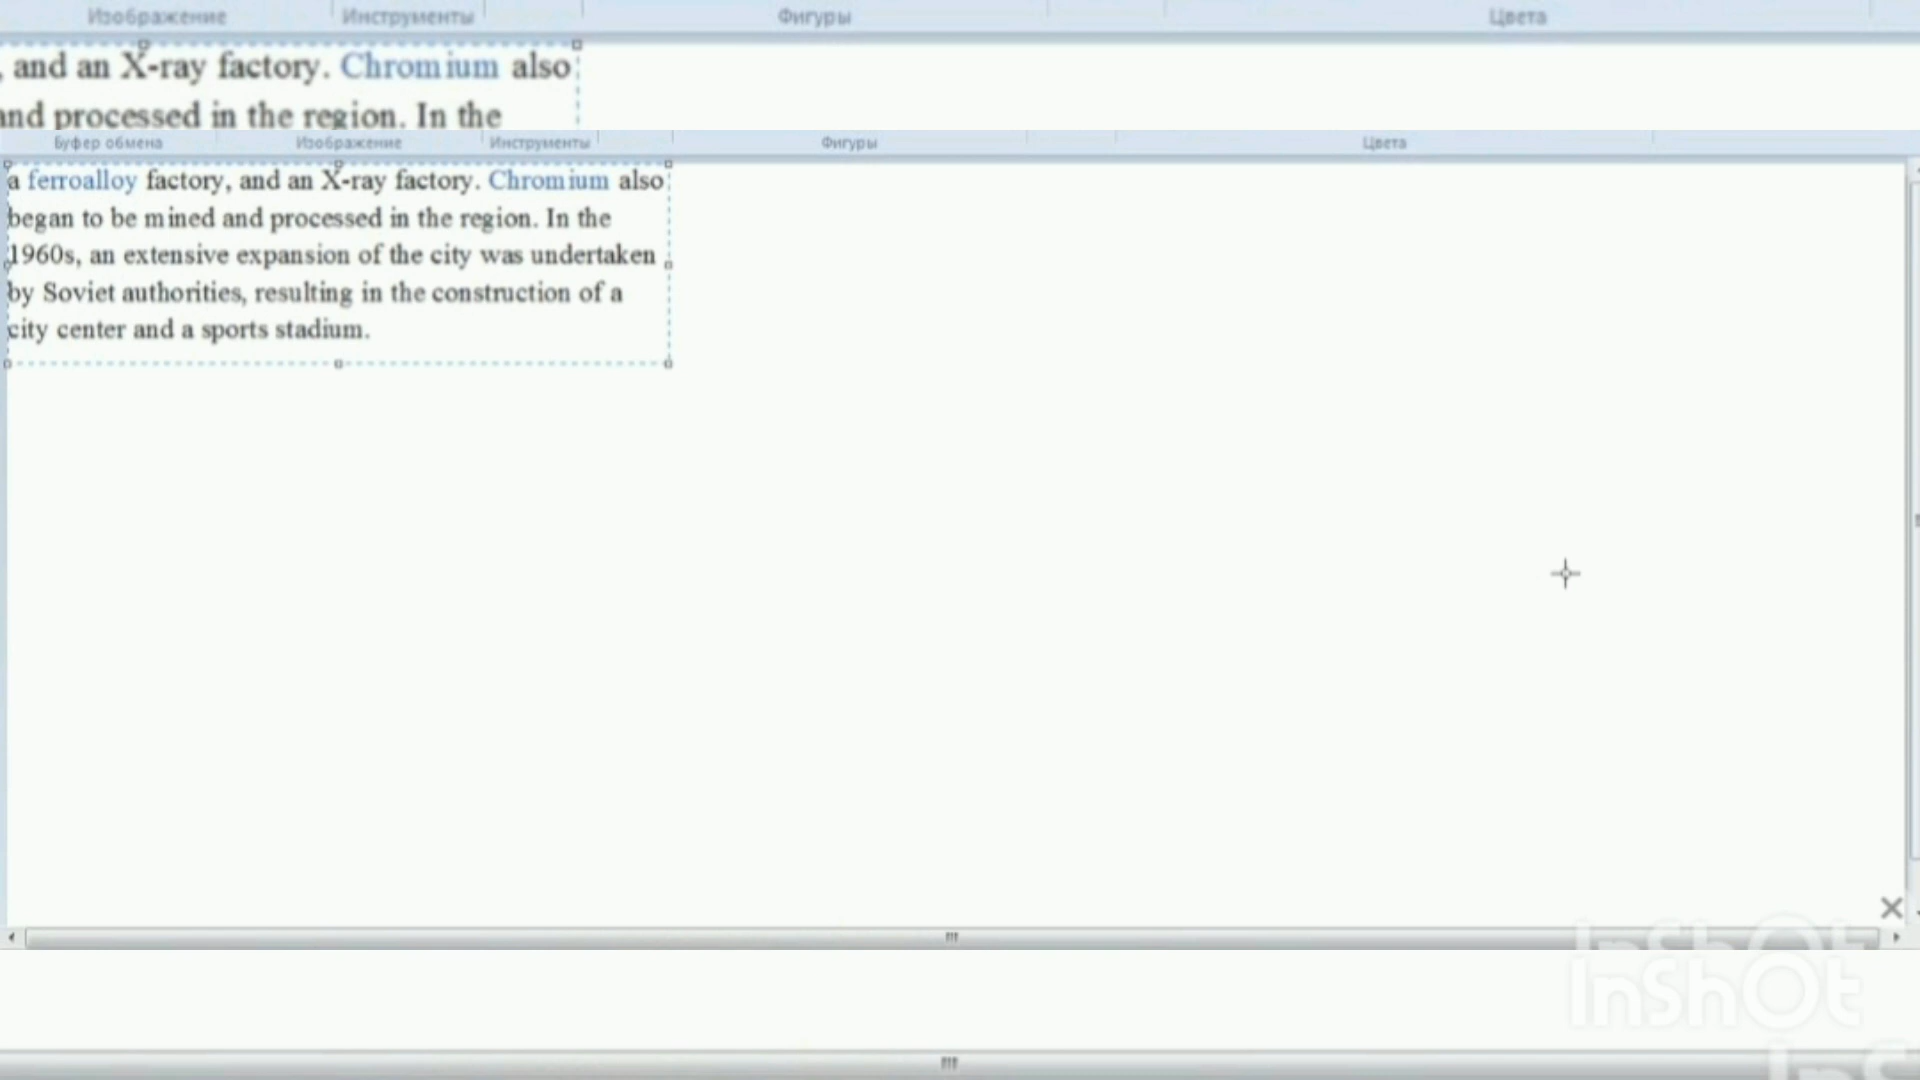 Изображение Инструменты Фигуры Цвета
, and an X-ray factory. Chromium also
and processed in the region. In the
Буфер обмена Изображение Инструменты Фигуры Цвета
a ferroalloy factory, and an X-ray factory. Chromium also
began to be mined and processed in the region. In the
1960s, an extensive expansion of the city was undertaken
by Soviet authorities, resulting in the construction of a
city center and a sports stadium.
InShOt
InShOt
InS